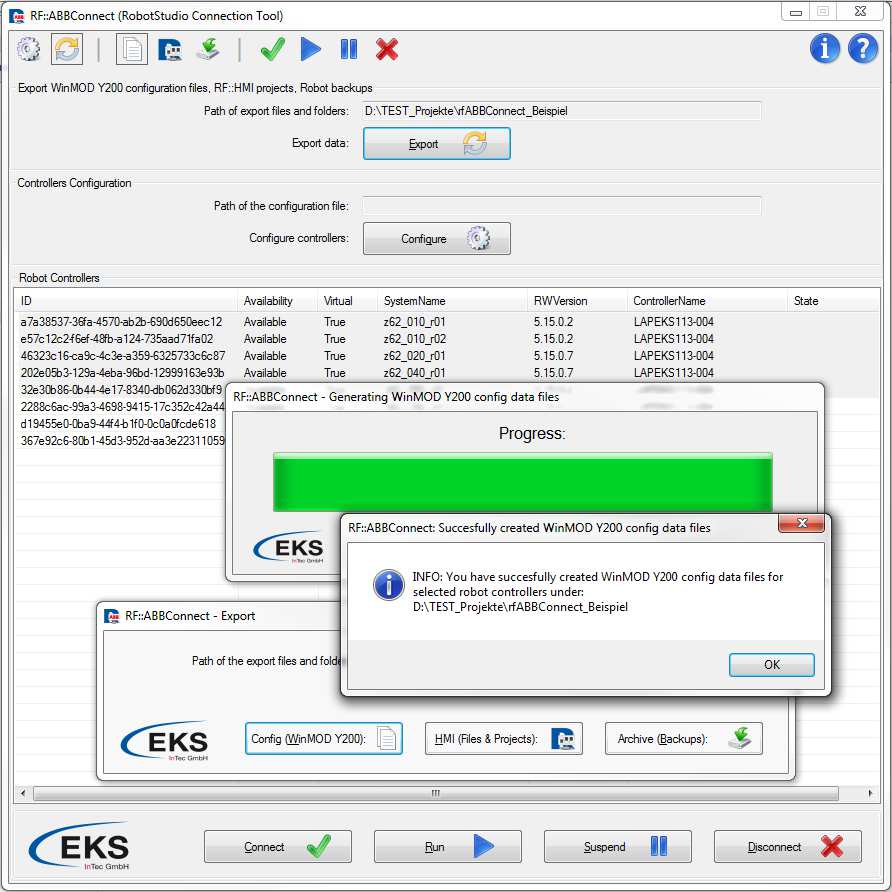 RF::ABBConnect (RobotStudio Connection Tool)
Export WinMOD Y200 configuration files, RF::HMI projects, Robot backups
Path of export files and folders: D:\TEST_Projekte\rfABBConnect_Beispiel
Export data: Export
Controllers Configuration
Path of the configuration file:
Configure controllers: Configure
Robot Controllers
ID Availability Virtual SystemName RWVersion ControllerName State
a7a38537-36fa-4570-ab2b-690d650eec12 Available True z62_010_r01 5.15.0.2 LAPEKS113-004
e57c12c2-f6ef-48fb-a124-735aad71fa02 Available True z62_010_r02 5.15.0.2 LAPEKS113-004
46323c16-ca9c-4c3e-a359-6325733c6c87 Available True z62_020_r01 5.15.0.7 LAPEKS113-004
202e05b3-129a-4eba-96bd-12999163e93b Available True z62_040_r01 5.15.0.7 LAPEKS113-004
32e30b86-0b44-4e17-8340-db062d330bf9
2288c6ac-99a3-4698-9415-17c352c42a44
d19455e0-0ba9-44f4-b1f0-0c0a0fcde618
367e92c6-80b1-45d3-952d-aa3e22311059
RF::ABBConnect - Generating WinMOD Y200 config data files
Progress:
EKS
InTec GmbH
RF::ABBConnect: Succesfully created WinMOD Y200 config data files
INFO: You have succesfully created WinMOD Y200 config data files for
selected robot controllers under:
D:\TEST_Projekte\rfABBConnect_Beispiel
OK
RF::ABBConnect - Export
Path of the export files and folde
EKS
InTec GmbH
Config (WinMOD Y200): HMI (Files & Projects): Archive (Backups):
EKS
InTec GmbH
Connect Run Suspend Disconnect